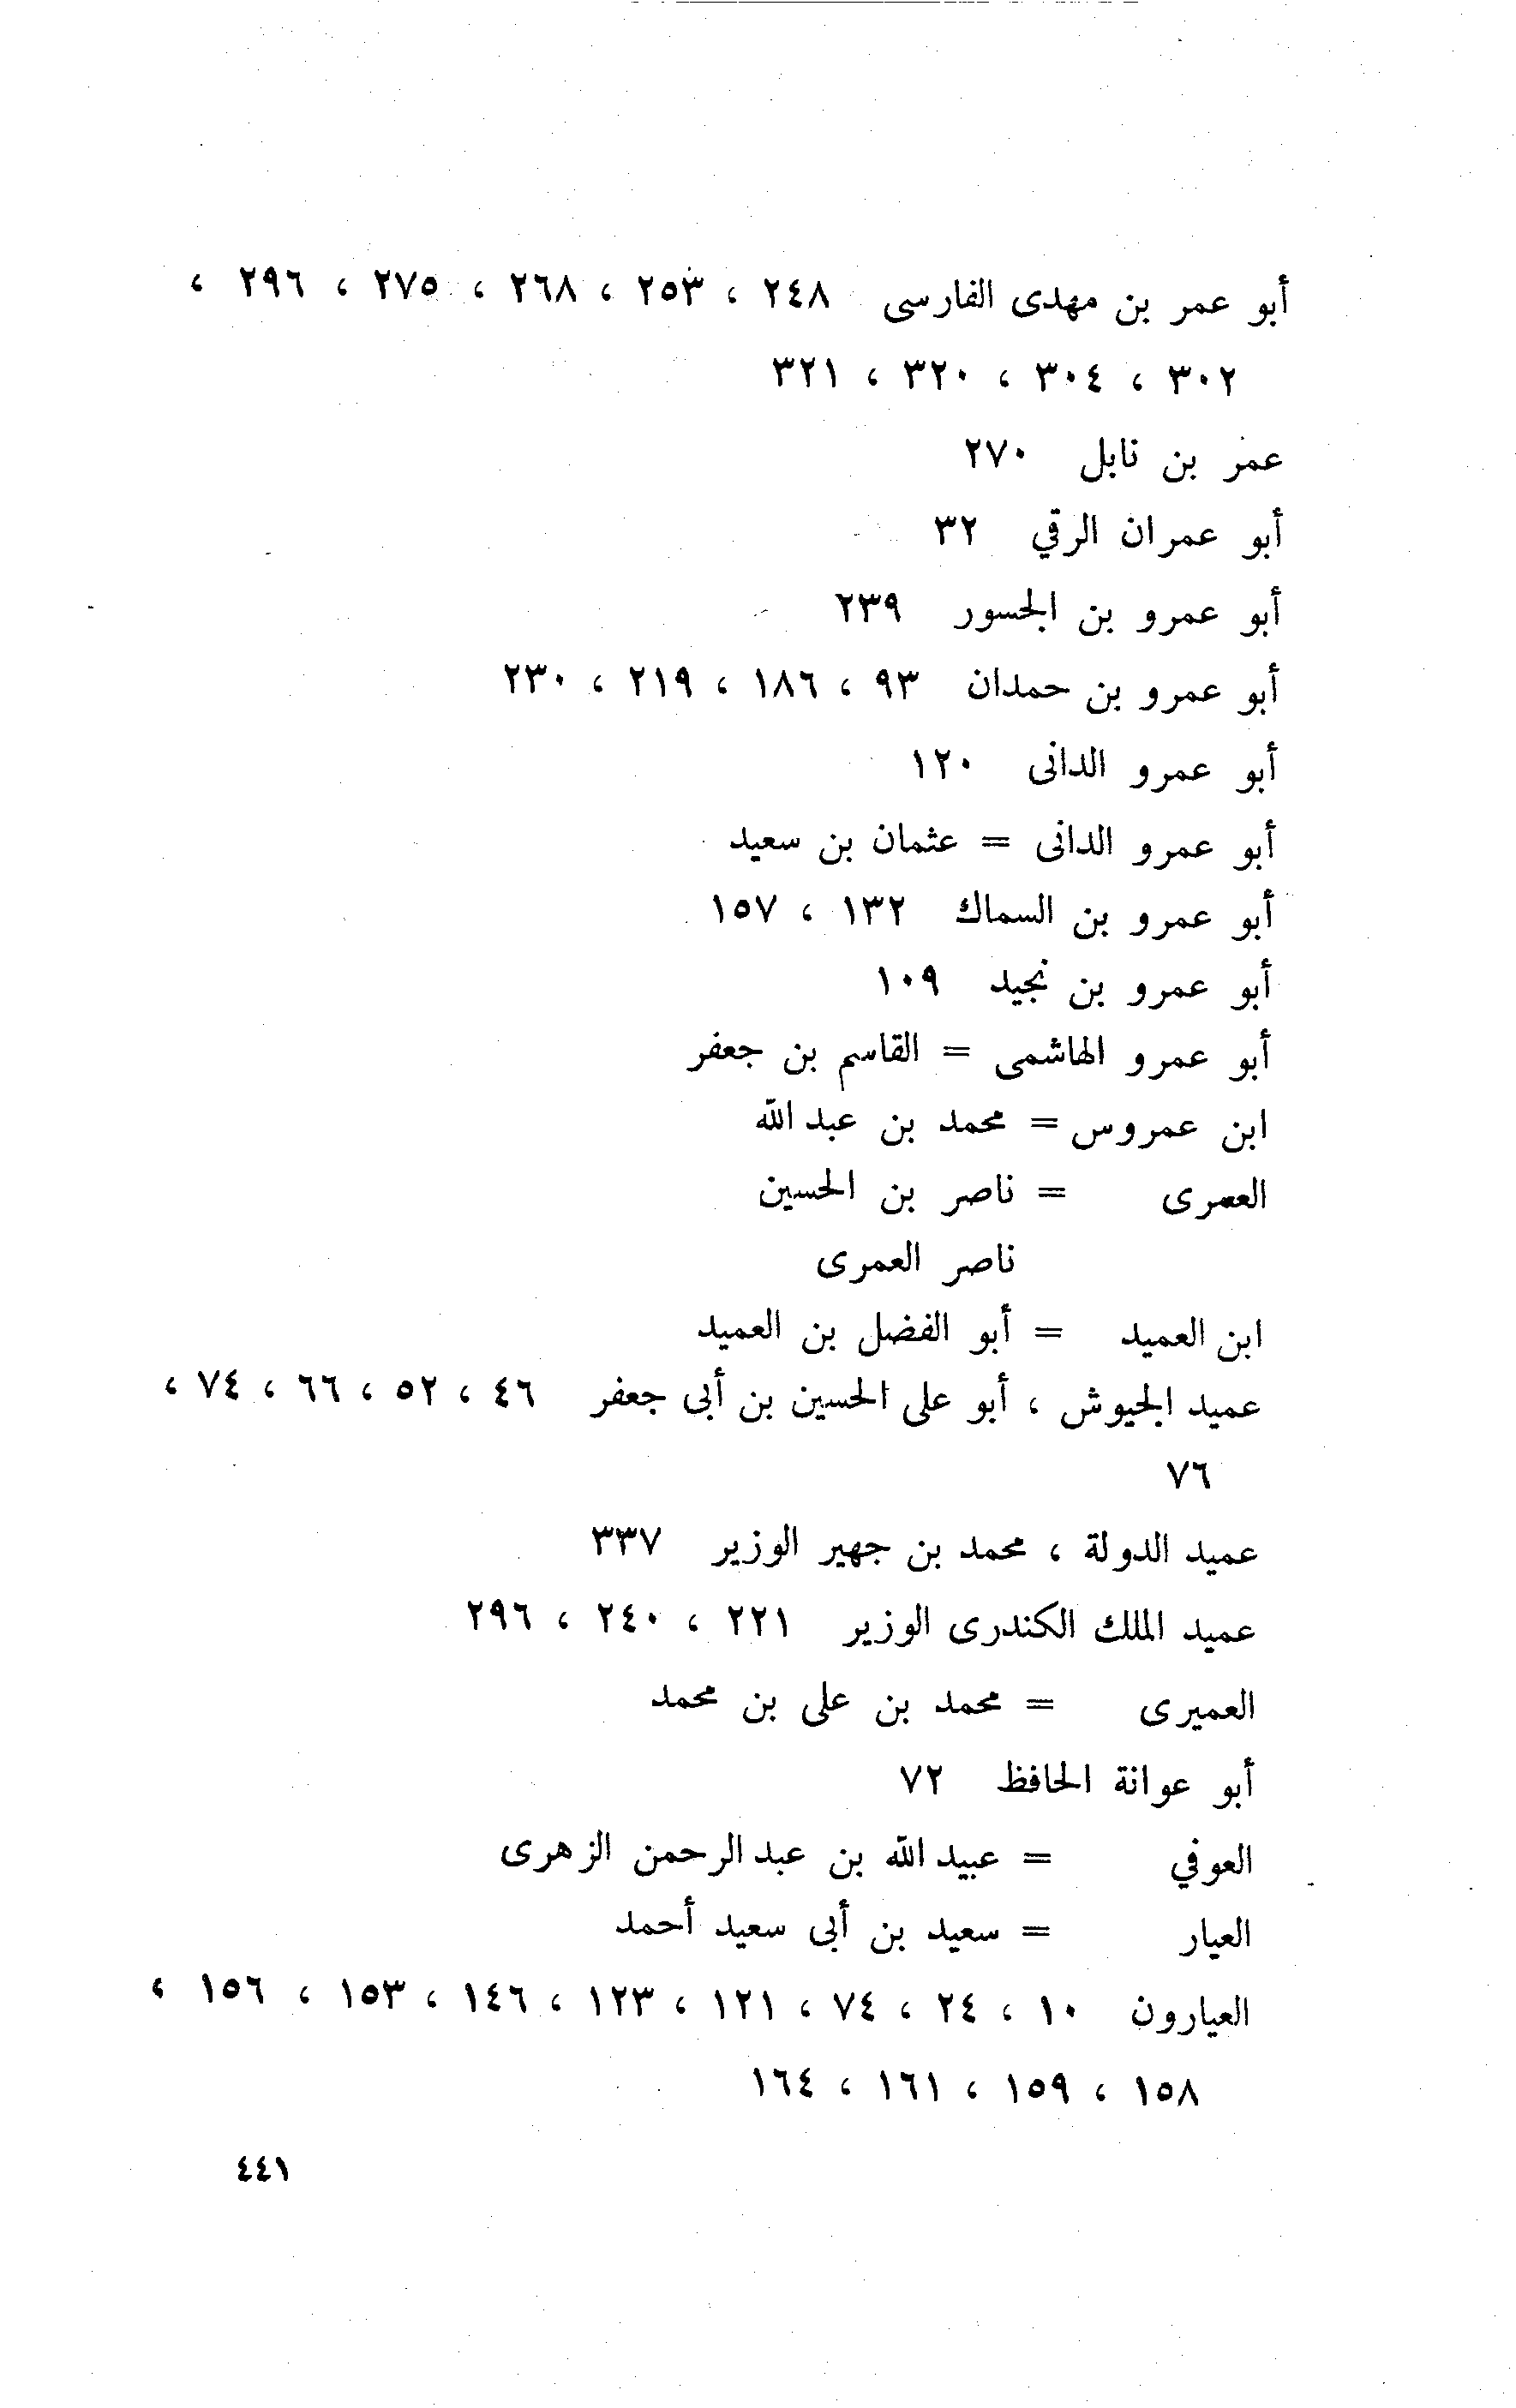 أبو عمر بن مهدى الفارسى ٢٤٨ ، ٢٥٣ ، ٢٦٨ ، ٢٧٥ ، ٢٩٦ ،
٣٠٢ ، ٣٠٤ ، ٣٢٠ ، ٣٢١
عمر بن نابل ٢٧٠
أبو عمران الرقي ٣٢
أبو عمرو بن الجسور ٢٣٩
أبو عمرو بن حمدان ٩٣ ، ١٨٦ ، ٢١٩ ، ٢٣٠
أبو عمرو الدانى ١٢٠
أبو عمرو الدانى = عثمان بن سعيد
أبو عمرو بن السماك ١٣٢ ، ١٥٧
أبو عمرو بن نجيد ١٠٩
أبو عمرو الهاشمى = القاسم بن جعفر
ابن عمروس = محمد بن عبد الله
العمرى = ناصر بن الحسين
ناصر العمرى
ابن العميد = أبو الفضل بن العميد
عميد الجيوش ، أبو على الحسين بن أبى جعفر ٤٦ ، ٥٢ ، ٦٦ ، ٧٤ ،
٧٦
عميد الدولة ، محمد بن جهير الوزير ٣٣٧
عميد الملك الكندرى الوزير ٢٢١ ، ٢٤٠ ، ٢٩٦
العميرى = محمد بن على بن محمد
أبو عوانة الحافظ ٧٢
العوفي = عبيد الله بن عبد الرحمن الزهرى
العيار = سعيد بن أبى سعيد أحمد
العيارون ١٠ ، ٢٤ ، ٧٤ ، ١٢١ ، ١٢٣ ، ١٤٦ ، ١٥٣ ، ١٥٦ ،
١٥٨ ، ١٥٩ ، ١٦١ ، ١٦٤
٤٤١